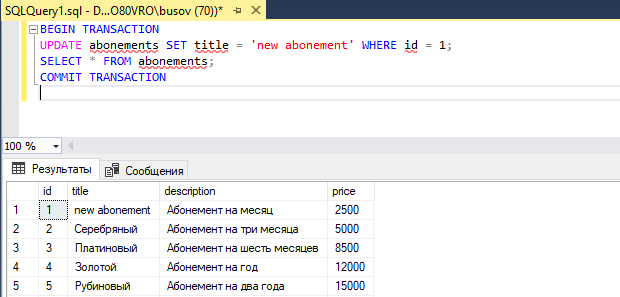 SQLQuery1.sql - D...O80VRO\busov (70))*
BEGIN TRANSACTION
UPDATE abonements SET title = 'new abonement' WHERE id = 1;
SELECT * FROM abonements;
COMMIT TRANSACTION
100 %
Результаты Сообщения
id title description price
1 1 new abonement Абонемент на месяц 2500
2 2 Серебряный Абонемент на три месяца 5000
3 3 Платиновый Абонемент на шесть месяцев 8500
4 4 Золотой Абонемент на год 12000
5 5 Рубиновый Абонемент на два года 15000